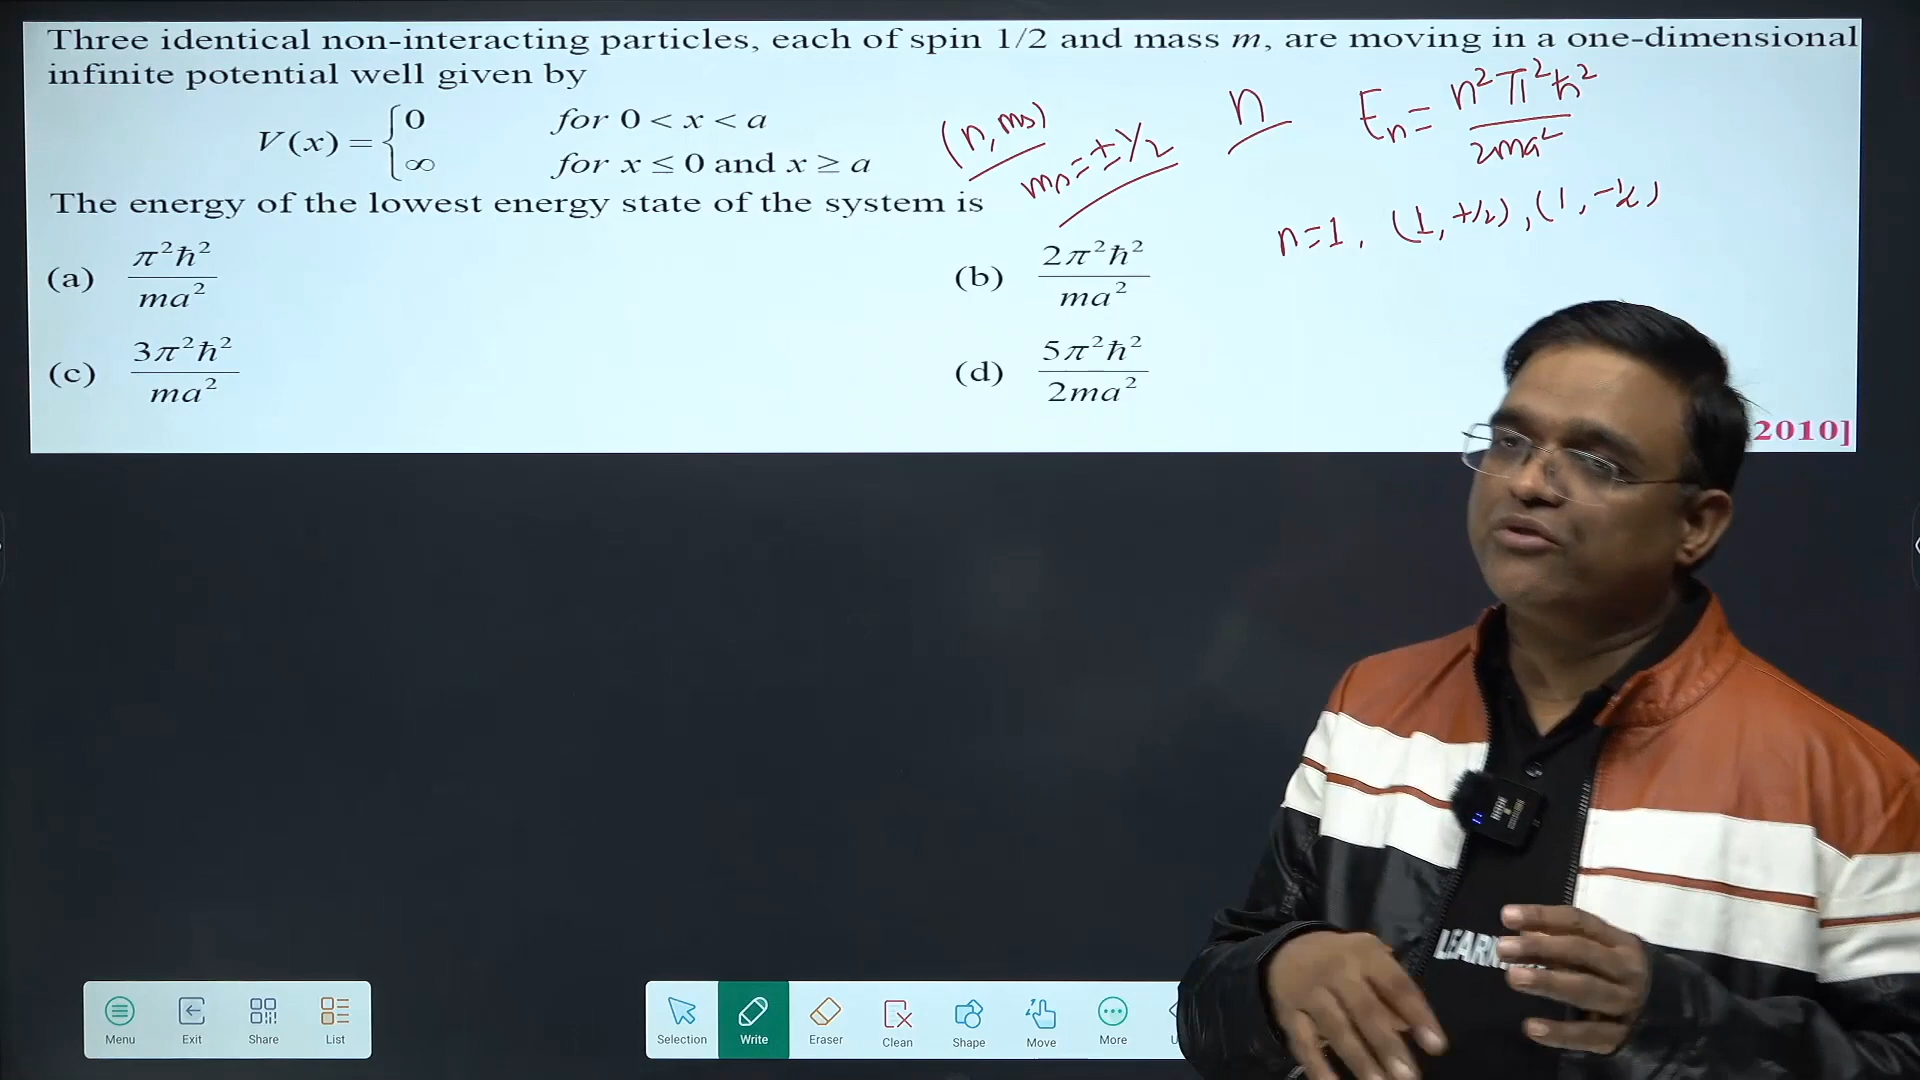 Three identical non-interacting particles, each of spin 1/2 and mass m, are moving in a one-dimensional
infinite potential well given by
V(x) = { 0 for 0 < x < a
∞ for x ≤ 0 and x ≥ a
(n, ms)
ms = ± 1/2
n
Eₙ = n²π²ħ² / 2ma²
n=1, (1, +1/2), (1, -1/2)
The energy of the lowest energy state of the system is
(a) π²ħ² / ma²
(b) 2π²ħ² / ma²
(c) 3π²ħ² / ma²
(d) 5π²ħ² / 2ma²
2010]
Menu Exit Share List
Selection Write Eraser Clean Shape Move More